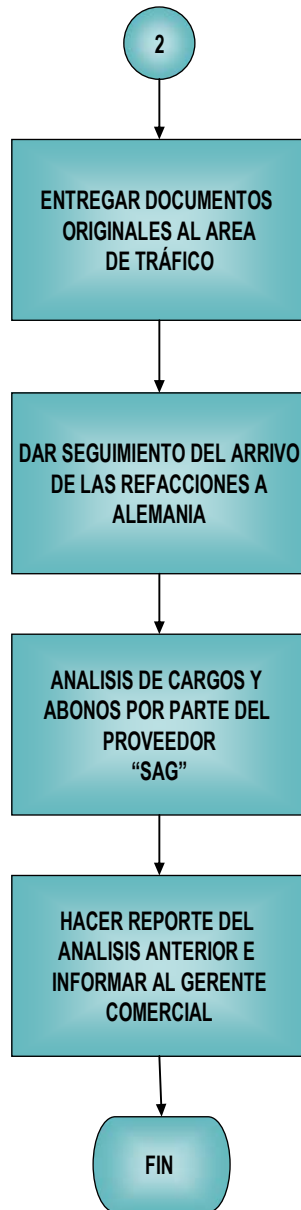 2
ENTREGAR DOCUMENTOS
ORIGINALES AL AREA
DE TRÁFICO
DAR SEGUIMIENTO DEL ARRIVO
DE LAS REFACCIONES A
ALEMANIA
ANALISIS DE CARGOS Y
ABONOS POR PARTE DEL
PROVEEDOR
“SAG”
HACER REPORTE DEL
ANALISIS ANTERIOR E
INFORMAR AL GERENTE
COMERCIAL
FIN